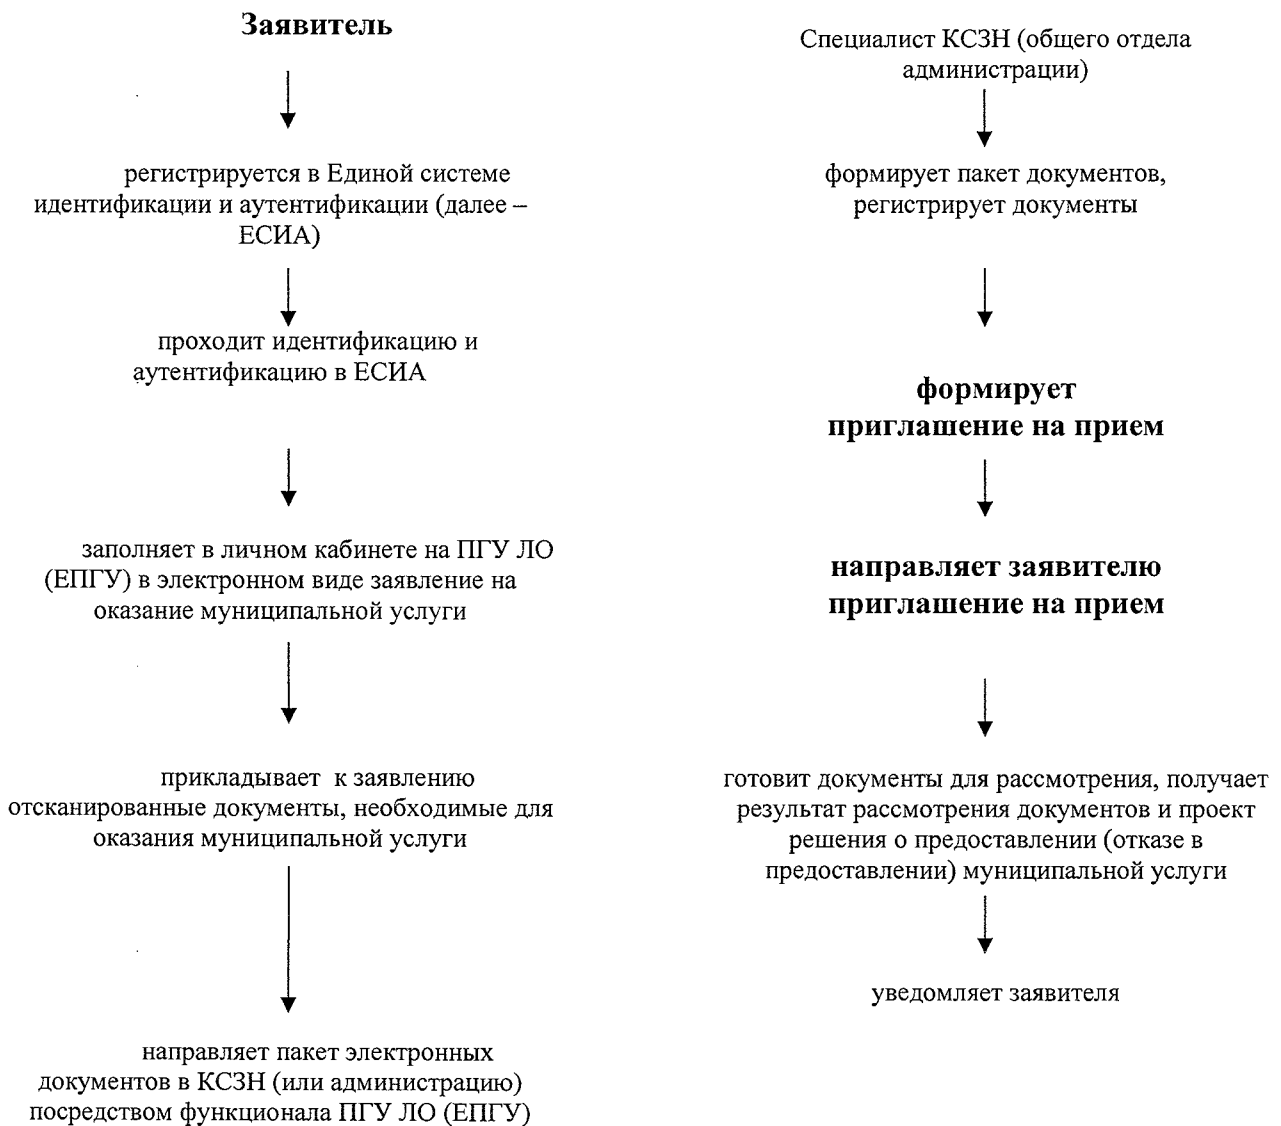 Заявитель
регистрируется в Единой системе
идентификации и аутентификации (далее –
ЕСИА)
проходит идентификацию и
аутентификацию в ЕСИА
заполняет в личном кабинете на ПГУ ЛО
(ЕПГУ) в электронном виде заявление на
оказание муниципальной услуги
прикладывает к заявлению
отсканированные документы, необходимые для
оказания муниципальной услуги
направляет пакет электронных
документов в КСЗН (или администрацию)
посредством функционала ПГУ ЛО (ЕПГУ)
Специалист КСЗН (общего отдела
администрации)
формирует пакет документов,
регистрирует документы
формирует
приглашение на прием
направляет заявителю
приглашение на прием
готовит документы для рассмотрения, получает
результат рассмотрения документов и проект
решения о предоставлении (отказе в
предоставлении) муниципальной услуги
уведомляет заявителя